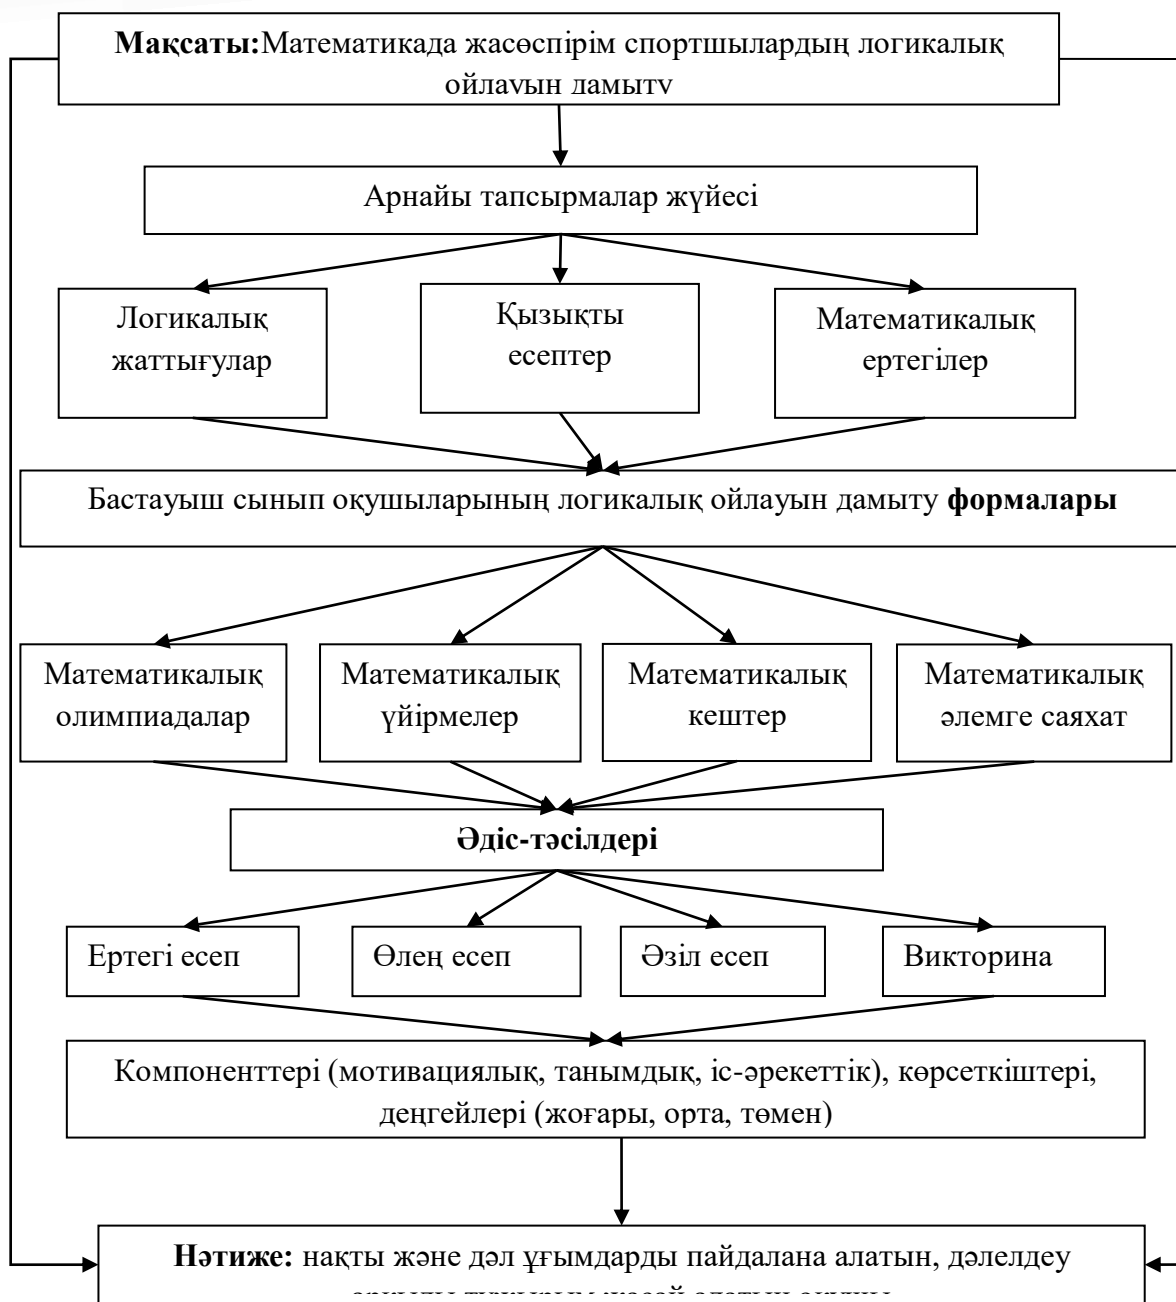 Мақсаты:Математикада жасөспірім спортшылардың логикалық
ойлауын дамыту
Арнайы тапсырмалар жүйесі
Логикалық
жаттығулар
Қызықты
есептер
Математикалық
ертегілер
Бастауыш сынып оқушыларының логикалық ойлауын дамыту формалары
Математикалық
олимпиадалар
Математикалық
үйірмелер
Математикалық
кештер
Математикалық
әлемге саяхат
Әдіс-тәсілдері
Ертегі есеп
Өлең есеп
Әзіл есеп
Викторина
Компоненттері (мотивациялық, танымдық, іс-әрекеттік), көрсеткіштері,
деңгейлері (жоғары, орта, төмен)
Нәтиже: нақты және дәл ұғымдарды пайдалана алатын, дәлелдеу